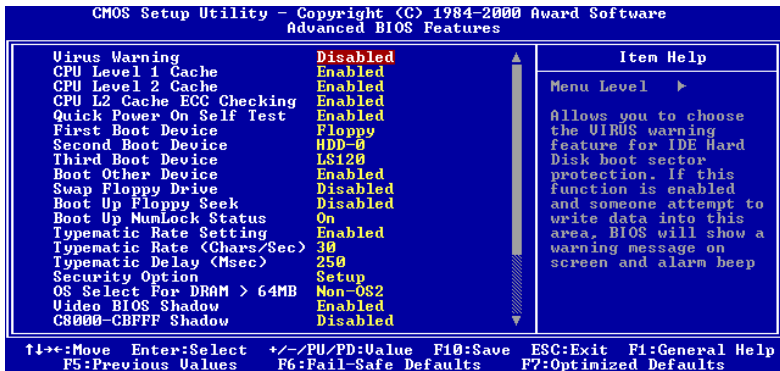 CMOS Setup Utility - Copyright (C) 1984-2000 Award Software
Advanced BIOS Features
Virus Warning Disabled
CPU Level 1 Cache Enabled
CPU Level 2 Cache Enabled
CPU L2 Cache ECC Checking Enabled
Quick Power On Self Test Enabled
First Boot Device Floppy
Second Boot Device HDD-0
Third Boot Device LS120
Boot Other Device Enabled
Swap Floppy Drive Disabled
Boot Up Floppy Seek Disabled
Boot Up NumLock Status On
Typematic Rate Setting Enabled
Typematic Rate (Chars/Sec) 30
Typematic Delay (Msec) 250
Security Option Setup
OS Select For DRAM > 64MB Non-OS2
Video BIOS Shadow Enabled
C8000-CBFFF Shadow Disabled
Item Help
Menu Level ►
Allows you to choose
the VIRUS warning
feature for IDE Hard
Disk boot sector
protection. If this
function is enabled
and someone attempt to
write data into this
area, BIOS will show a
warning message on
screen and alarm beep
↑↓→←:Move Enter:Select +/-/PU/PD:Value F10:Save ESC:Exit F1:General Help
F5:Previous Values F6:Fail-Safe Defaults F7:Optimized Defaults